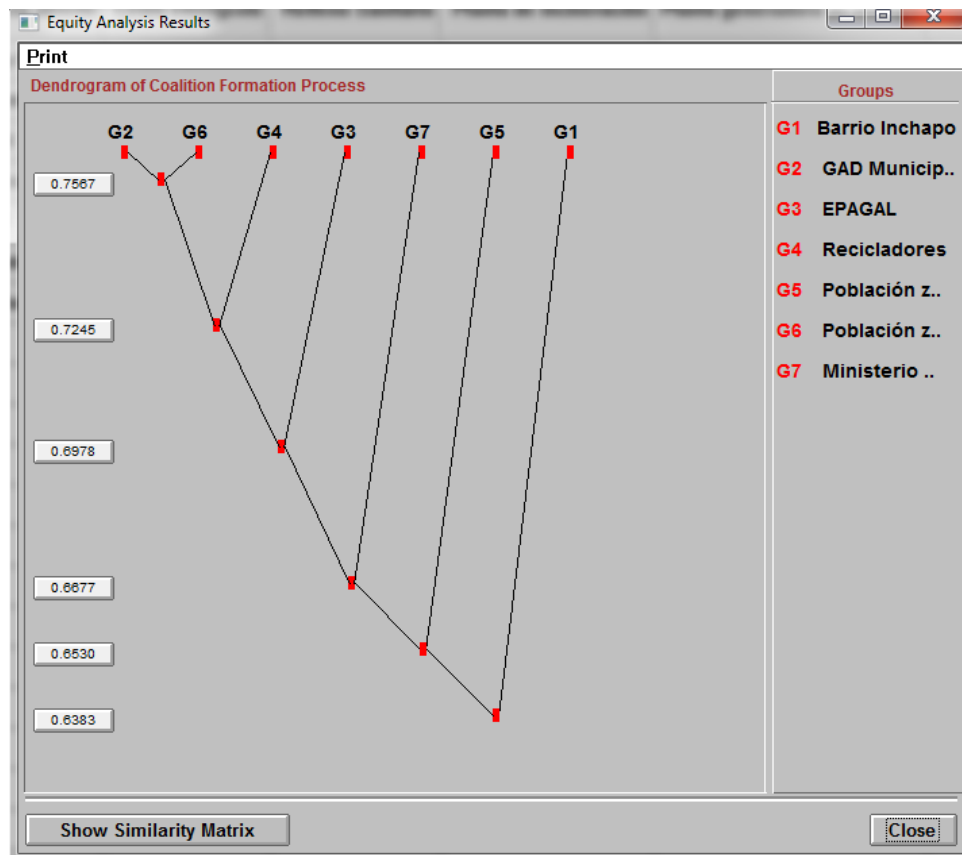 Equity Analysis Results
Print
Dendrogram of Coalition Formation Process
Groups
G2 G6 G4 G3 G7 G5 G1
0.7567
0.7245
0.6978
0.6677
0.6530
0.6383
G1 Barrio Inchapo
G2 GAD Municip..
G3 EPAGAL
G4 Recicladores
G5 Población z..
G6 Población z..
G7 Ministerio ..
Show Similarity Matrix
Close